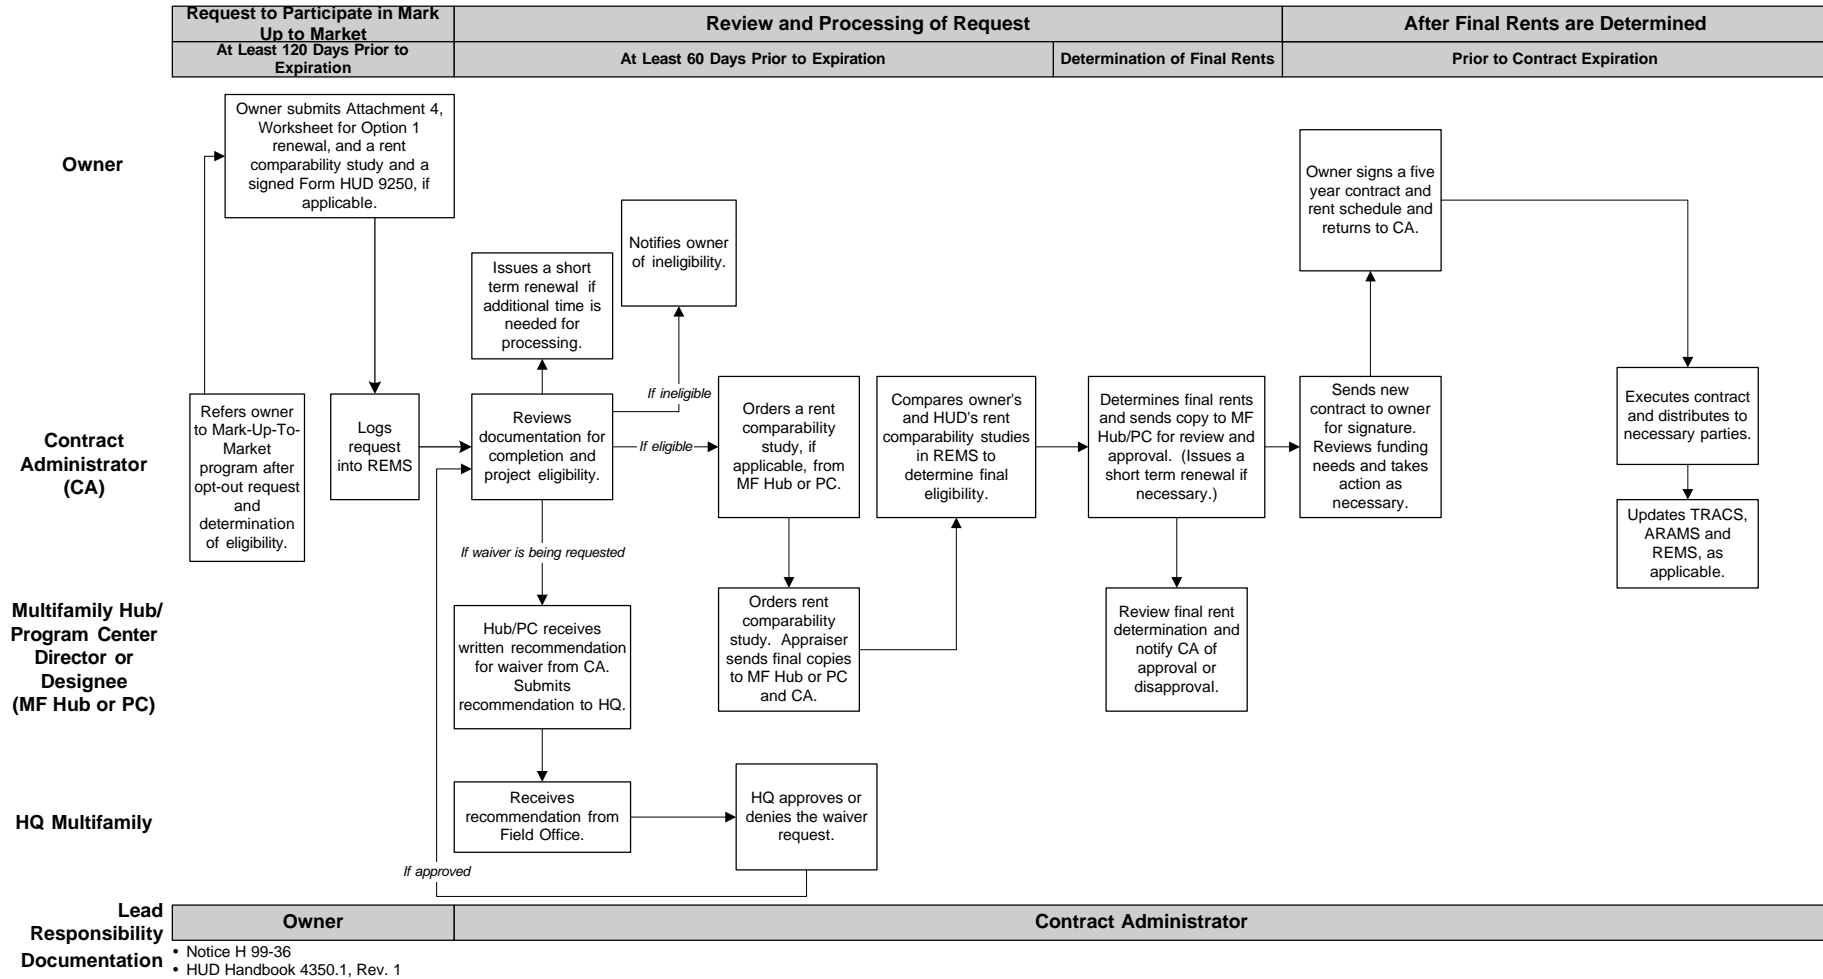 Request to Participate in Mark
Up to Market
Review and Processing of Request
After Final Rents are Determined
At Least 120 Days Prior to
Expiration
At Least 60 Days Prior to Expiration
Determination of Final Rents
Prior to Contract Expiration
Owner
Owner submits Attachment 4,
Worksheet for Option 1
renewal, and a rent
comparability study and a
signed Form HUD 9250, if
applicable.
Issues a short
term renewal if
additional time is
needed for
processing.
Notifies owner
of ineligibility.
Owner signs a five
year contract and
rent schedule and
returns to CA.
Contract
Administrator
(CA)
Refers owner
to Mark-Up-To-
Market
program after
opt-out request
and
determination
of eligibility.
Logs
request
into REMS
Reviews
documentation for
completion and
project eligibility.
If ineligible
If eligible
Orders a rent
comparability
study, if
applicable, from
MF Hub or PC.
Compares owner's
and HUD's rent
comparability studies
in REMS to
determine final
eligibility.
Determines final rents
and sends copy to MF
Hub/PC for review and
approval. (Issues a
short term renewal if
necessary.)
Sends new
contract to owner
for signature.
Reviews funding
needs and takes
action as
necessary.
Executes contract
and distributes to
necessary parties.
Updates TRACS,
ARAMS and
REMS, as
applicable.
If waiver is being requested
Multifamily Hub/
Program Center
Director or
Designee
(MF Hub or PC)
Hub/PC receives
written recommendation
for waiver from CA.
Submits
recommendation to HQ.
Orders rent
comparability
study. Appraiser
sends final copies
to MF Hub or PC
and CA.
Review final rent
determination and
notify CA of
approval or
disapproval.
HQ Multifamily
Receives
recommendation from
Field Office.
HQ approves or
denies the waiver
request.
If approved
Lead
Responsibility
Owner
Contract Administrator
Documentation
• Notice H 99-36
• HUD Handbook 4350.1, Rev. 1